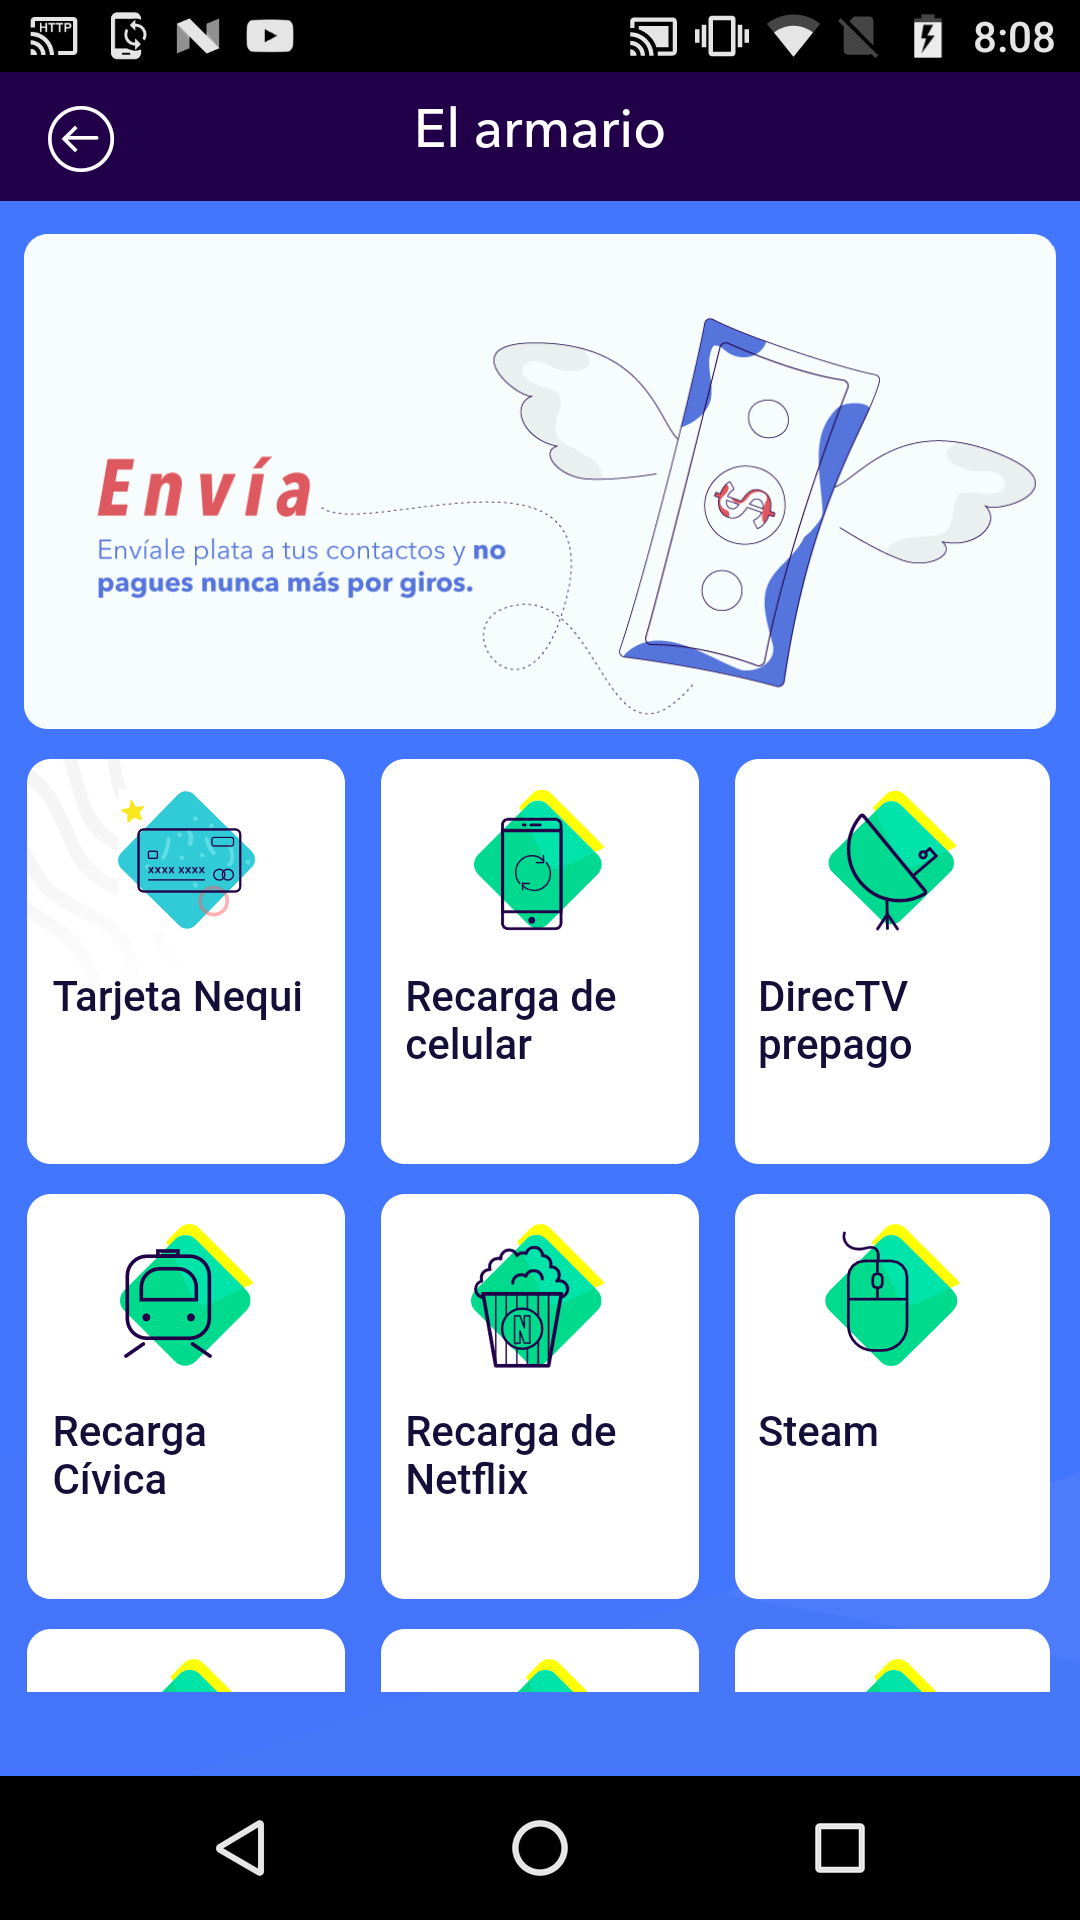 HTTP
8:08
El armario
Envía
Envíale plata a tus contactos y no
pagues nunca más por giros.
xxxx xxxx
Tarjeta Nequi
Recarga de
celular
DirecTV
prepago
Recarga
Cívica
N
Recarga de
Netflix
Steam